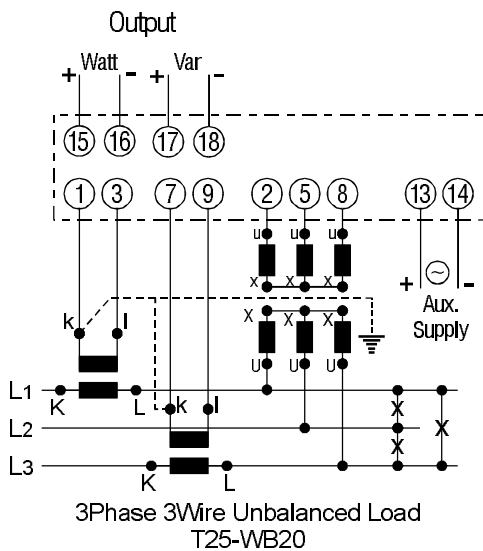 Output
+ Watt - + Var -
15 16 17 18
1 3 7 9 2 5 8 13 14
u u u
x x x
+ ~ -
Aux.
Supply
k l
X X X
U U U
L1
K L
k l
L2
X X
X
L3
K L
3Phase 3Wire Unbalanced Load
T25-WB20